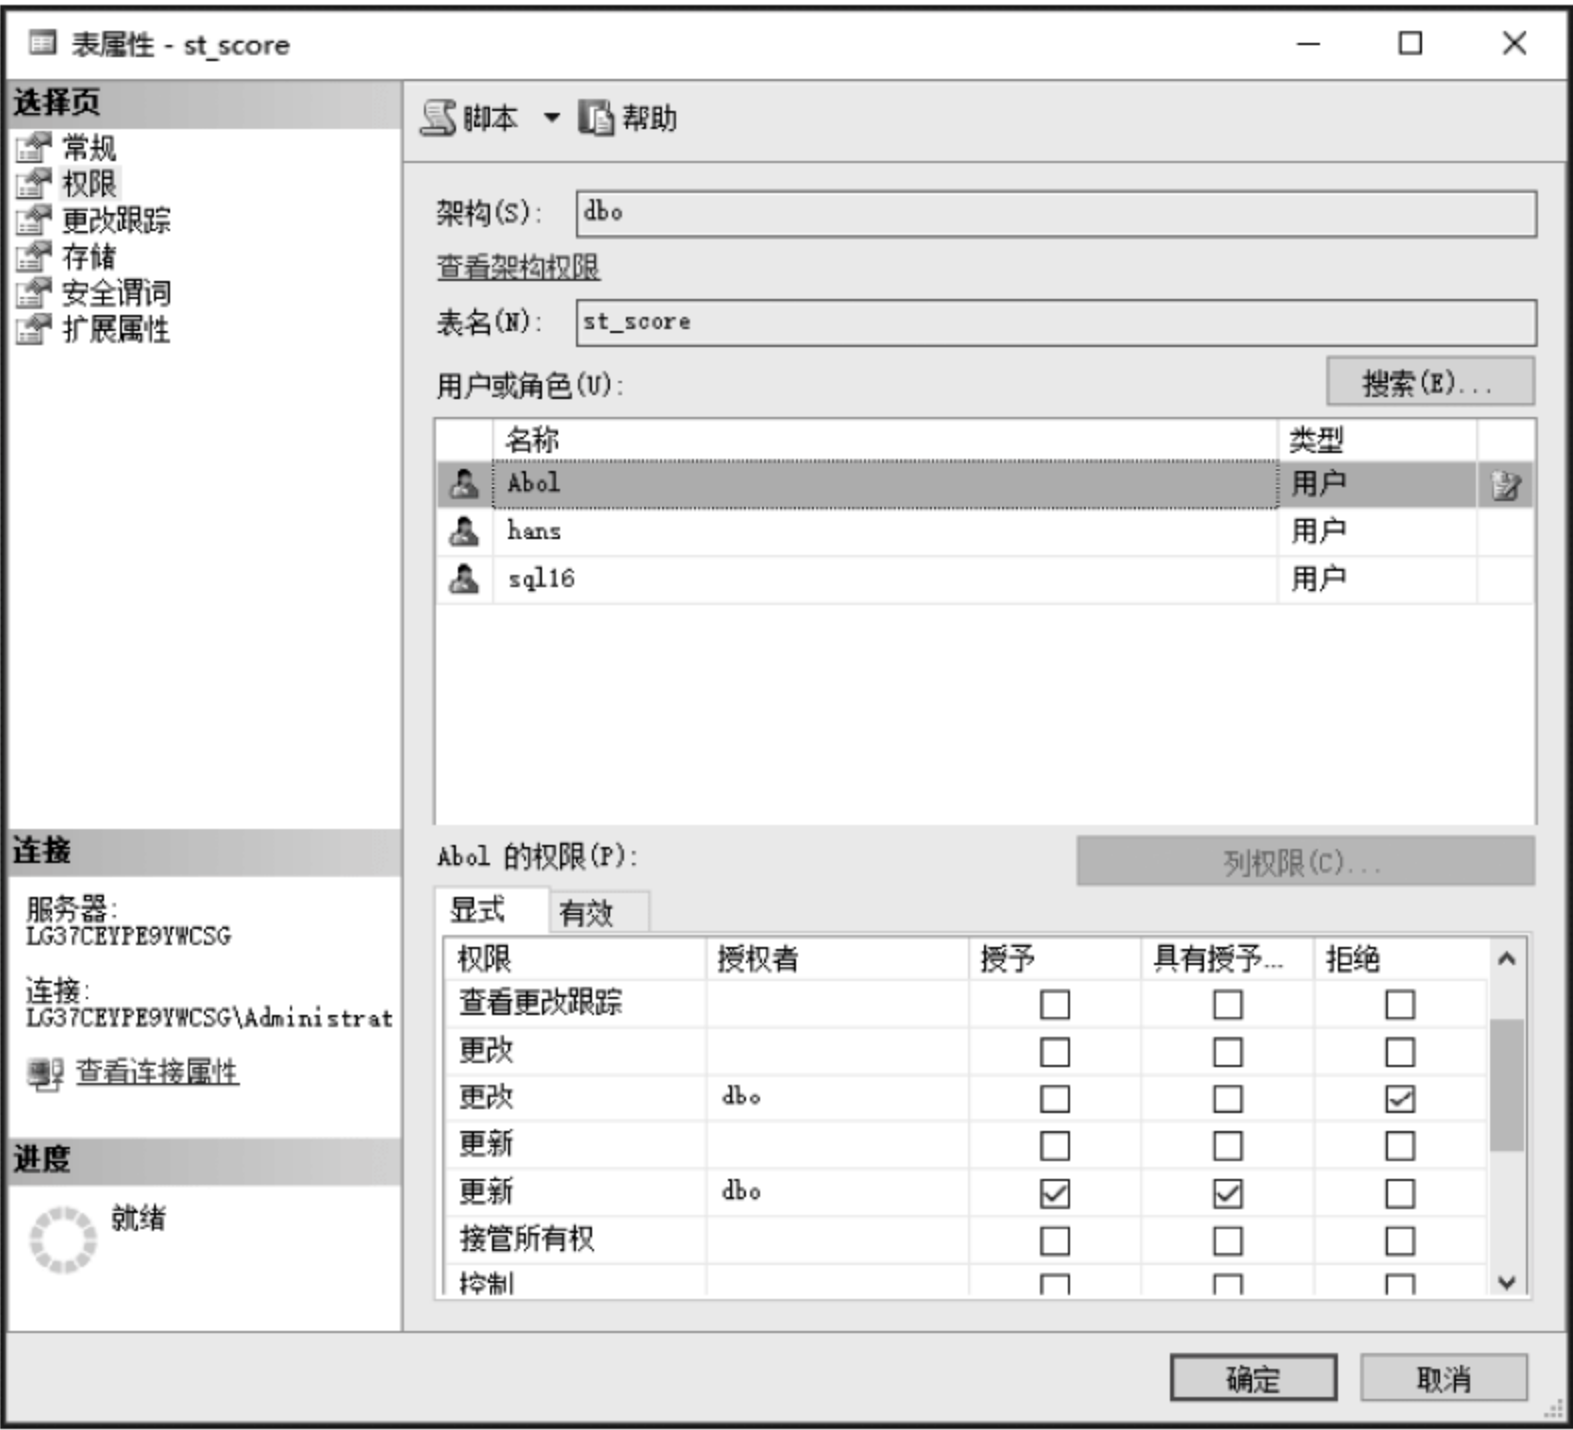 表属性 - st_score
选择页
常规
权限
更改跟踪
存储
安全谓词
扩展属性
脚本 帮助
架构(S): dbo
查看架构权限
表名(N): st_score
用户或角色(U): 搜索(E)...
名称 类型
Abol 用户
hans 用户
sql16 用户
连接
服务器:
LG37CEYPE9YWCSG
连接:
LG37CEYPE9YWCSG\Administrat
查看连接属性
进度
就绪
Abol 的权限(P): 列权限(C)...
显式 有效
权限 授权者 授予 具有授予... 拒绝
查看更改跟踪
更改
更改 dbo
更新
更新 dbo
接管所有权
控制
确定 取消